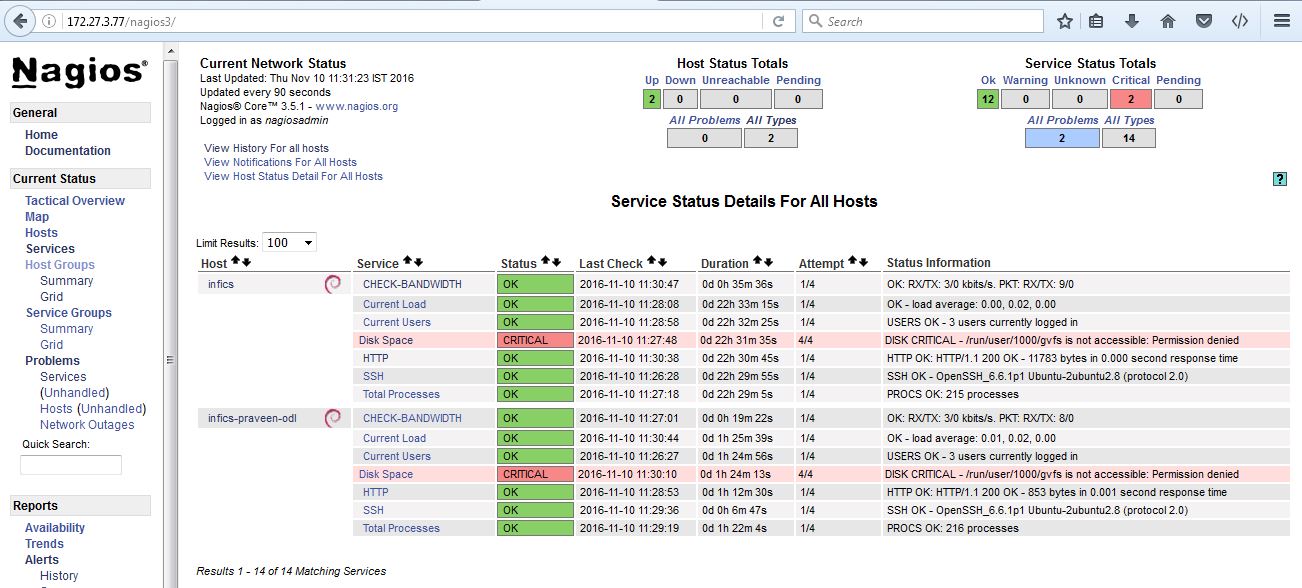 172.27.3.77/nagios3/
Search
Nagios®
General
Home
Documentation
Current Status
Tactical Overview
Map
Hosts
Services
Host Groups
Summary
Grid
Service Groups
Summary
Grid
Problems
Services
(Unhandled)
Hosts (Unhandled)
Network Outages
Quick Search:
Reports
Availability
Trends
Alerts
History
Current Network Status
Last Updated: Thu Nov 10 11:31:23 IST 2016
Updated every 90 seconds
Nagios® Core™ 3.5.1 - www.nagios.org
Logged in as nagiosadmin
View History For all hosts
View Notifications For All Hosts
View Host Status Detail For All Hosts
Host Status Totals
Up Down Unreachable Pending
2 0 0 0
All Problems All Types
0 2
Service Status Totals
Ok Warning Unknown Critical Pending
12 0 0 2 0
All Problems All Types
2 14
?
Service Status Details For All Hosts
Limit Results: 100
Host Service Status Last Check Duration Attempt Status Information
infics CHECK-BANDWIDTH OK 2016-11-10 11:30:47 0d 0h 35m 36s 1/4 OK: RX/TX: 3/0 kbits/s. PKT: RX/TX: 9/0
Current Load OK 2016-11-10 11:28:08 0d 22h 33m 15s 1/4 OK - load average: 0.00, 0.02, 0.00
Current Users OK 2016-11-10 11:28:58 0d 22h 32m 25s 1/4 USERS OK - 3 users currently logged in
Disk Space CRITICAL 2016-11-10 11:27:48 0d 22h 31m 35s 4/4 DISK CRITICAL - /run/user/1000/gvfs is not accessible: Permission denied
HTTP OK 2016-11-10 11:30:38 0d 22h 30m 45s 1/4 HTTP OK: HTTP/1.1 200 OK - 11783 bytes in 0.000 second response time
SSH OK 2016-11-10 11:26:28 0d 22h 29m 55s 1/4 SSH OK - OpenSSH_6.6.1p1 Ubuntu-2ubuntu2.8 (protocol 2.0)
Total Processes OK 2016-11-10 11:27:18 0d 22h 29m 5s 1/4 PROCS OK: 215 processes
infics-praveen-odl CHECK-BANDWIDTH OK 2016-11-10 11:27:01 0d 0h 19m 22s 1/4 OK: RX/TX: 3/0 kbits/s. PKT: RX/TX: 8/0
Current Load OK 2016-11-10 11:30:44 0d 1h 25m 39s 1/4 OK - load average: 0.01, 0.02, 0.00
Current Users OK 2016-11-10 11:26:27 0d 1h 24m 56s 1/4 USERS OK - 3 users currently logged in
Disk Space CRITICAL 2016-11-10 11:30:10 0d 1h 24m 13s 4/4 DISK CRITICAL - /run/user/1000/gvfs is not accessible: Permission denied
HTTP OK 2016-11-10 11:28:53 0d 1h 12m 30s 1/4 HTTP OK: HTTP/1.1 200 OK - 853 bytes in 0.001 second response time
SSH OK 2016-11-10 11:29:36 0d 0h 6m 47s 1/4 SSH OK - OpenSSH_6.6.1p1 Ubuntu-2ubuntu2.8 (protocol 2.0)
Total Processes OK 2016-11-10 11:29:19 0d 1h 22m 4s 1/4 PROCS OK: 216 processes
Results 1 - 14 of 14 Matching Services